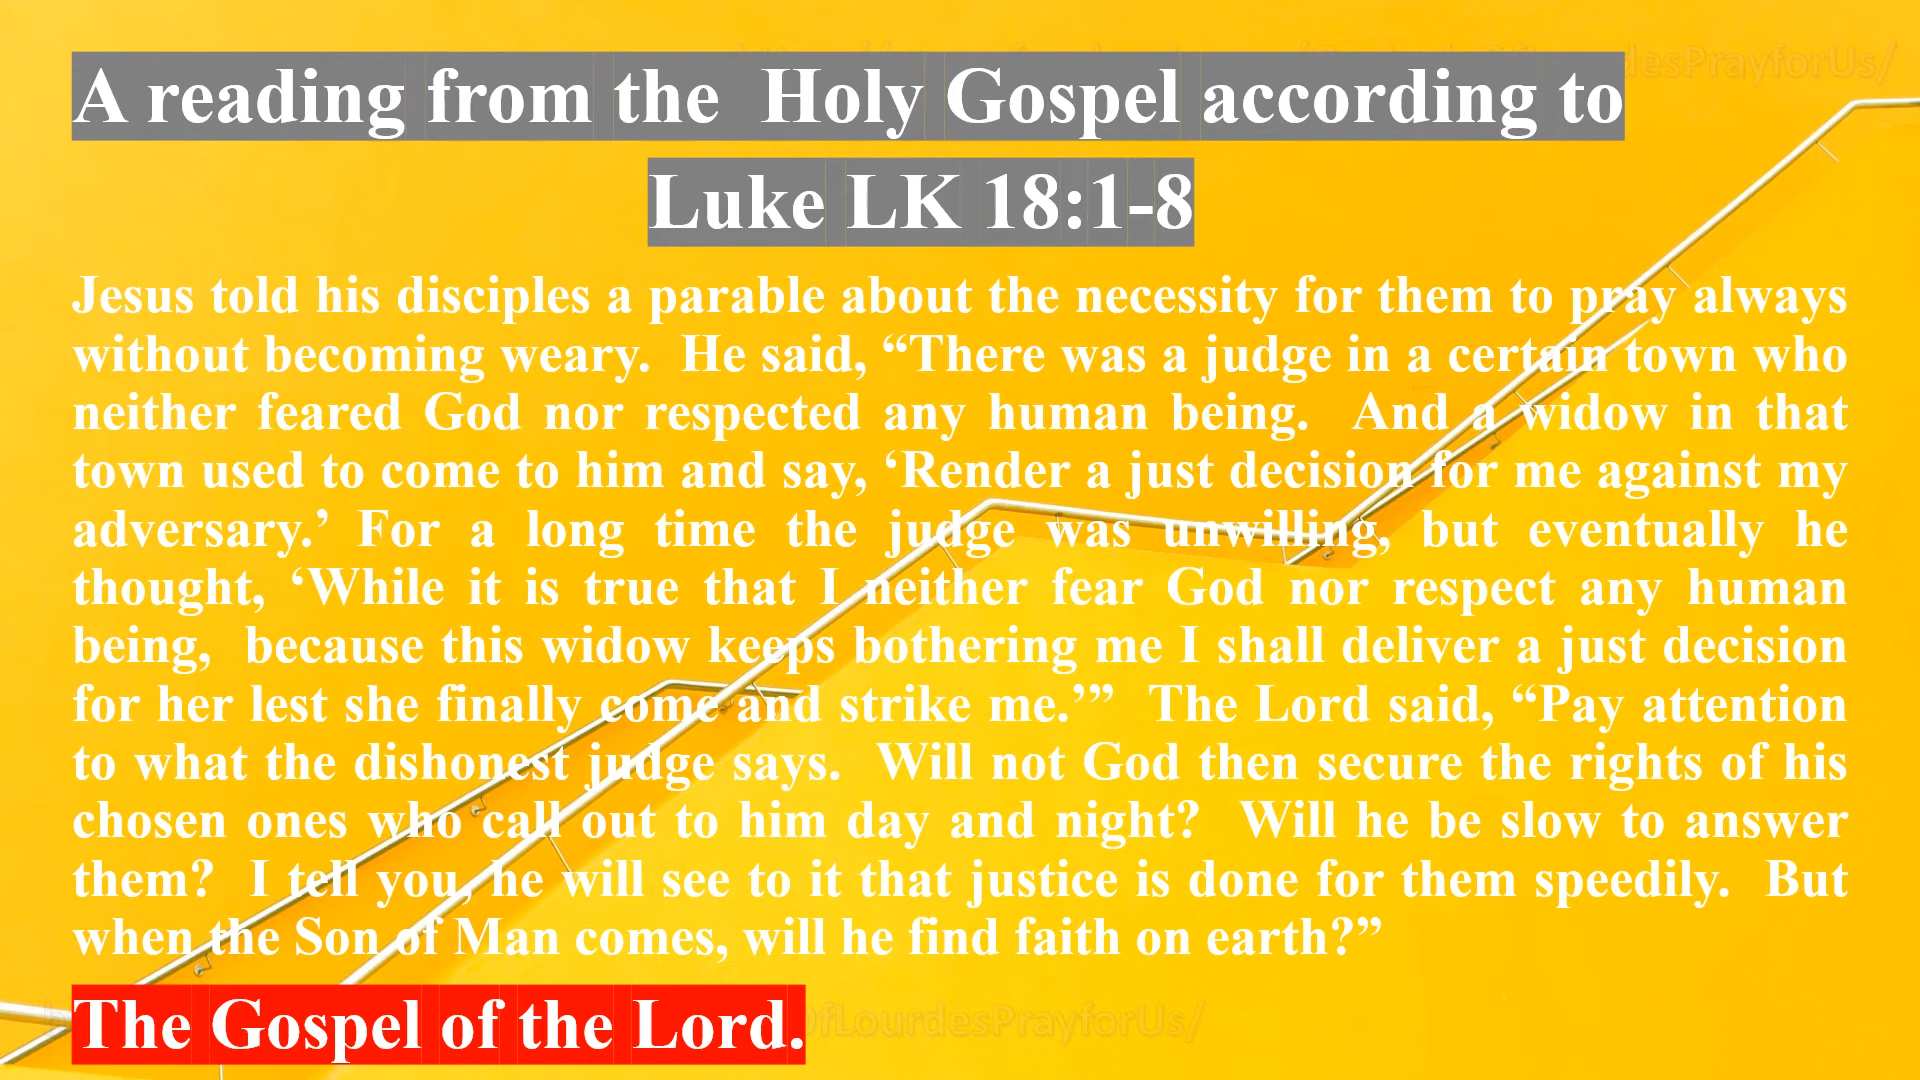 A reading from the  Holy Gospel according to
Luke LK 18:1-8
Jesus told his disciples a parable about the necessity for them to pray always
without becoming weary.  He said, “There was a judge in a certain town who
neither feared God nor respected any human being.  And a widow in that
town used to come to him and say, ‘Render a just decision for me against my
adversary.’ For a long time the judge was unwilling, but eventually he
thought, ‘While it is true that I neither fear God nor respect any human
being,  because this widow keeps bothering me I shall deliver a just decision
for her lest she finally come and strike me.’”  The Lord said, “Pay attention
to what the dishonest judge says.  Will not God then secure the rights of his
chosen ones who call out to him day and night?  Will he be slow to answer
them?  I tell you, he will see to it that justice is done for them speedily.  But
when the Son of Man comes, will he find faith on earth?”
The Gospel of the Lord.